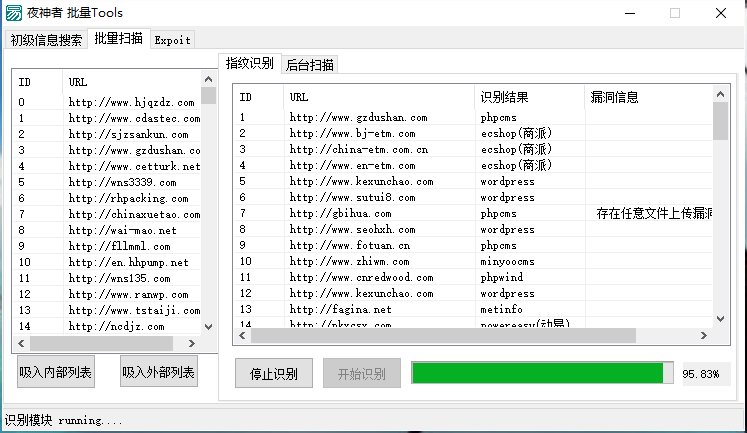 夜神者 批量Tools
初级信息搜索 批量扫描 Expoit
指纹识别 后台扫描
ID URL
0 http://www.hjqzdz.com
1 http://www.cdastec.com
2 http://sjzsankun.com
3 http://www.gzdushan.co
4 http://www.cetturk.net
5 http://wns3339.com
6 http://rhpacking.com
7 http://chinaxuetao.com
8 http://wai-mao.net
9 http://fllmml.com
10 http://en.hhpump.net
11 http://wns135.com
12 http://www.ranwp.com
13 http://www.tstaiji.com
14 http://ncdjz.com
吸入内部列表 吸入外部列表
ID URL 识别结果 漏洞信息
1 http://www.gzdushan.com phpcms
2 http://www.bj-etm.com ecshop(商派)
3 http://china-etm.com.cn ecshop(商派)
4 http://www.en-etm.com ecshop(商派)
5 http://www.kexunchao.com wordpress
6 http://www.sutui8.com wordpress
7 http://gbihua.com phpcms 存在任意文件上传漏洞
8 http://www.seohxh.com wordpress
9 http://www.fotuan.cn phpcms
10 http://www.zhiwm.com minyoocms
11 http://www.cnredwood.com phpwind
12 http://www.kexunchao.com wordpress
13 http://fagina.net metinfo
14 powereasy(动易)
停止识别 开始识别 95.83%
识别模块 running....